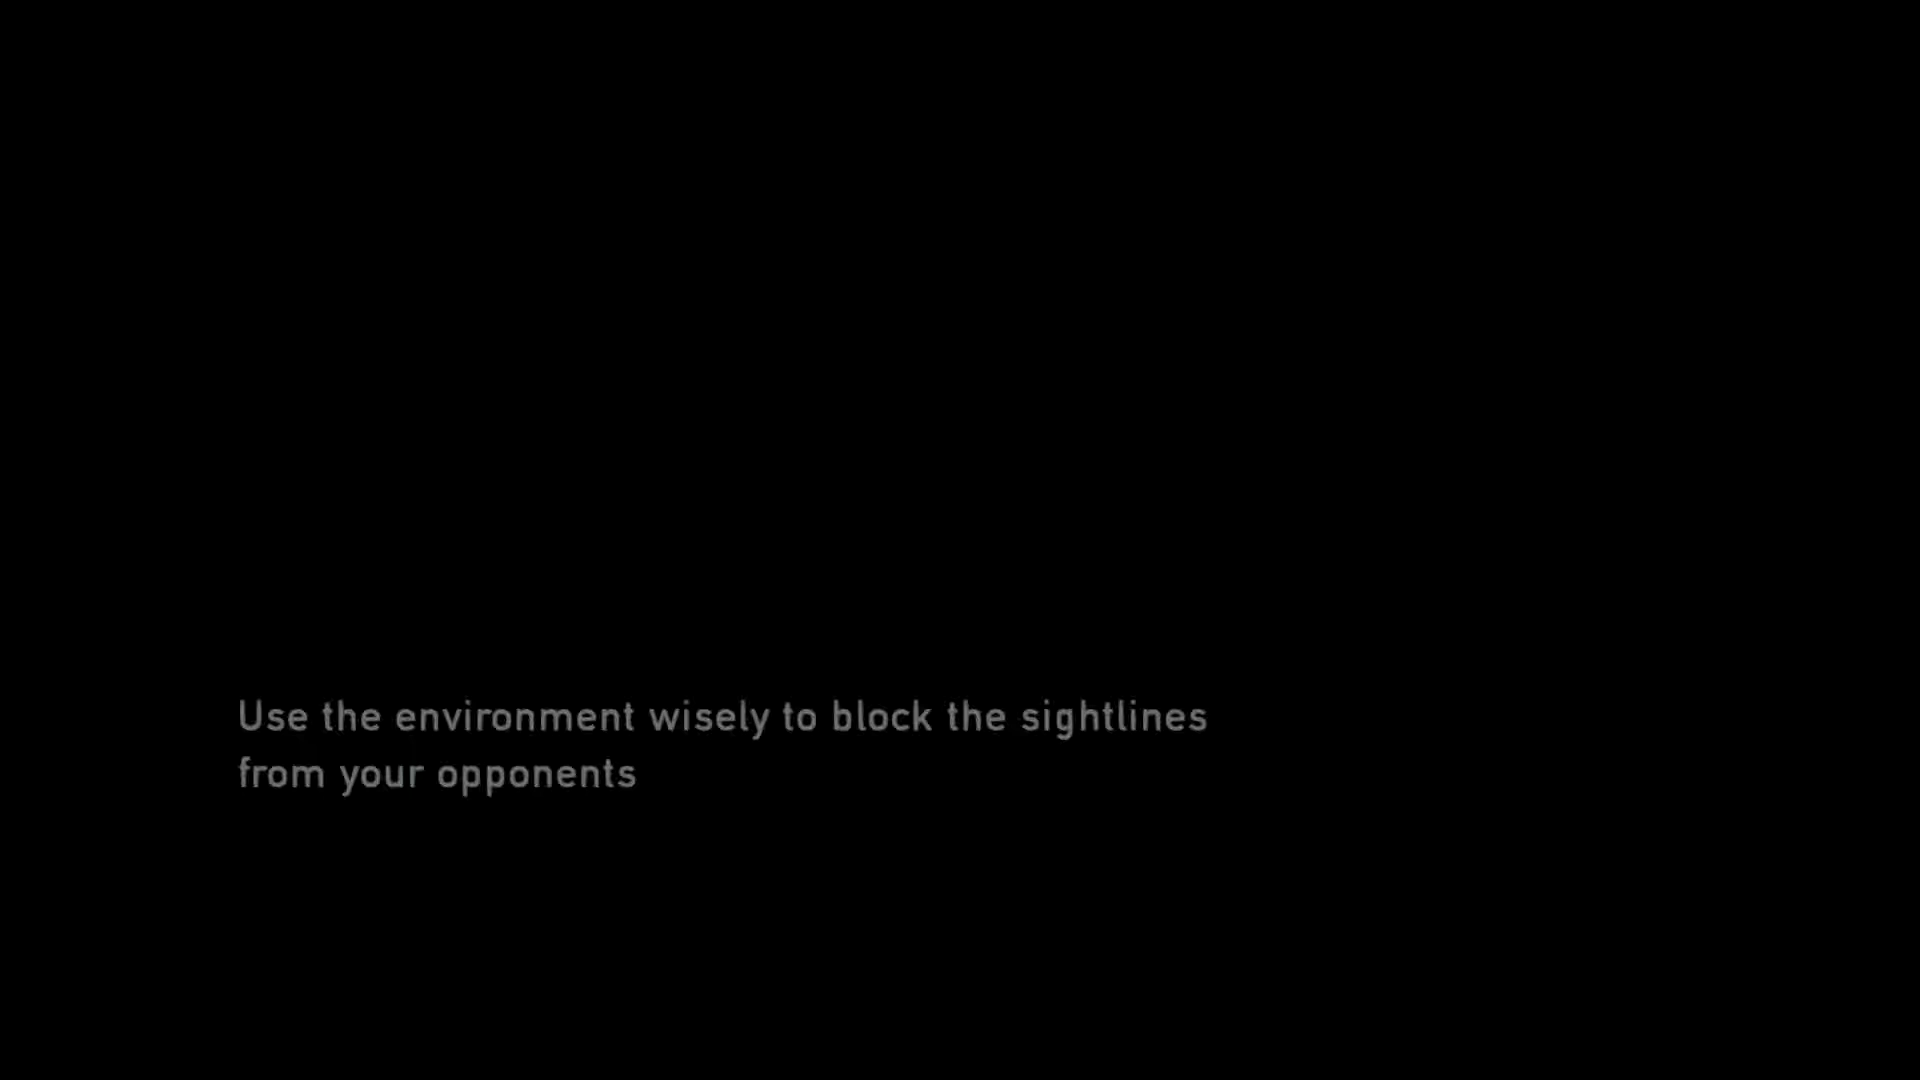 Use the environment wisely to block the sightlines
from your opponents